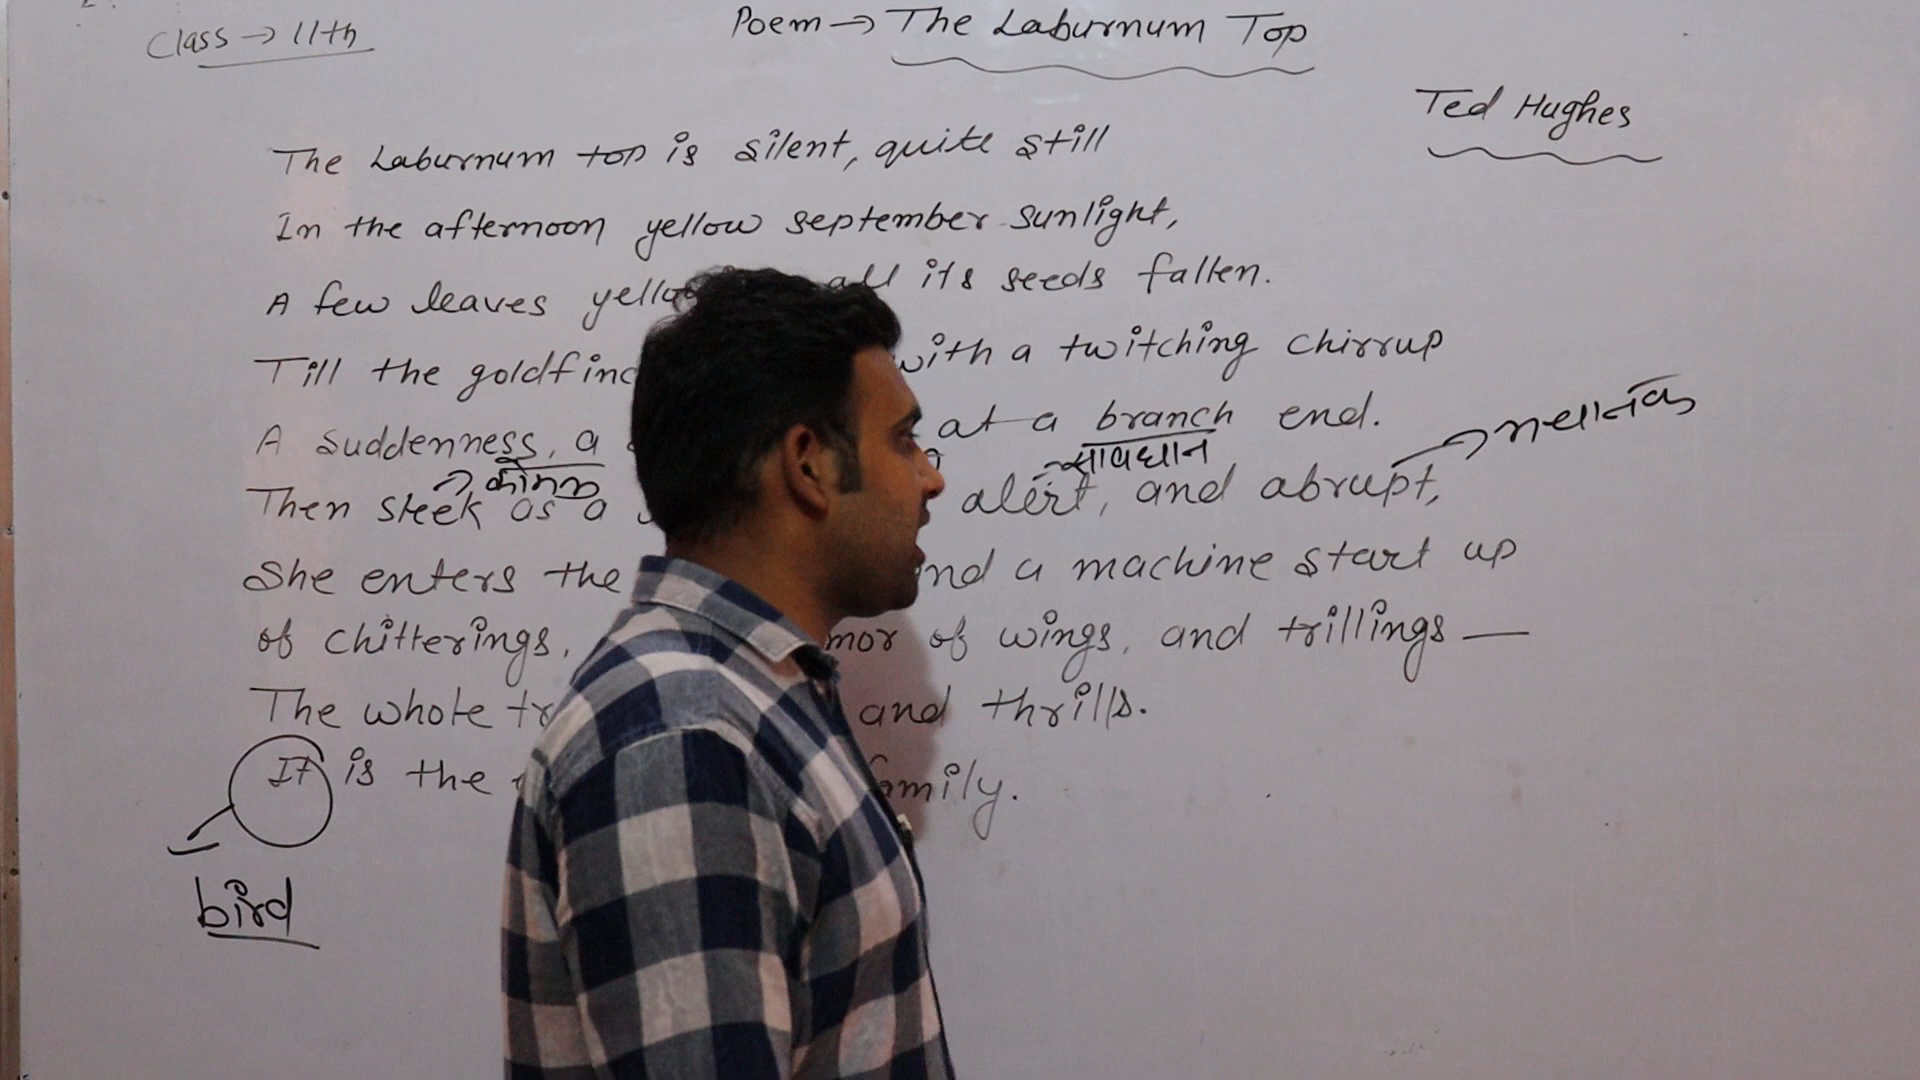 Class → 11th
Poem → The Laburnum Top
Ted Hughes
The Laburnum top is silent, quite still
In the afternoon yellow september sunlight,
A few leaves yello all its seeds fallen.
Till the goldfinc with a twitching chirrup
A suddenness, a at a branch end.
कोमल सावधान
Then sleek as a alert, and abrupt,
She enters the nd a machine start up
of chitterings, mor of wings, and trillings —
The whole tr and thrills.
It is the family.
bird